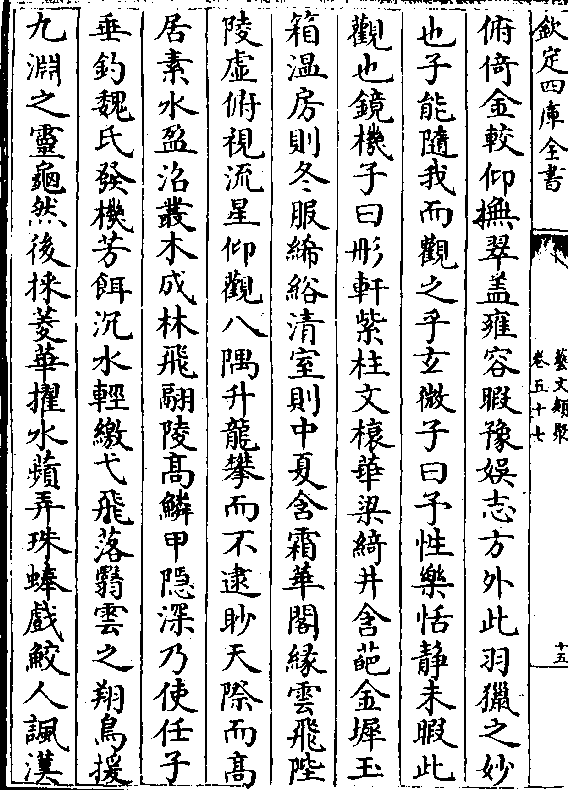 欽定四庫全書
藝文類聚
卷五十七
十五
俯倚金較仰撫翠盖雍容暇豫娯志方外此羽獵之妙
也子能隨我而觀之乎玄微子曰予性樂恬静未暇此
觀也鏡機子曰彤軒紫柱文榱華梁綺井含葩金墀玉
箱温房則冬服絺綌清室則中夏含霜華閣縁雲飛陛
陵虚俯視流星仰觀八隅升龍攀而不逮眇天際而高
居素水盈沼叢木成林飛翮陵髙鱗甲隠深乃使任子
垂釣魏氏發機芳餌沉水輕繳弋飛落翳雲之翔鳥援
九淵之靈龜然後採菱華擢水蘋弄珠蜯戲鮫人諷漢